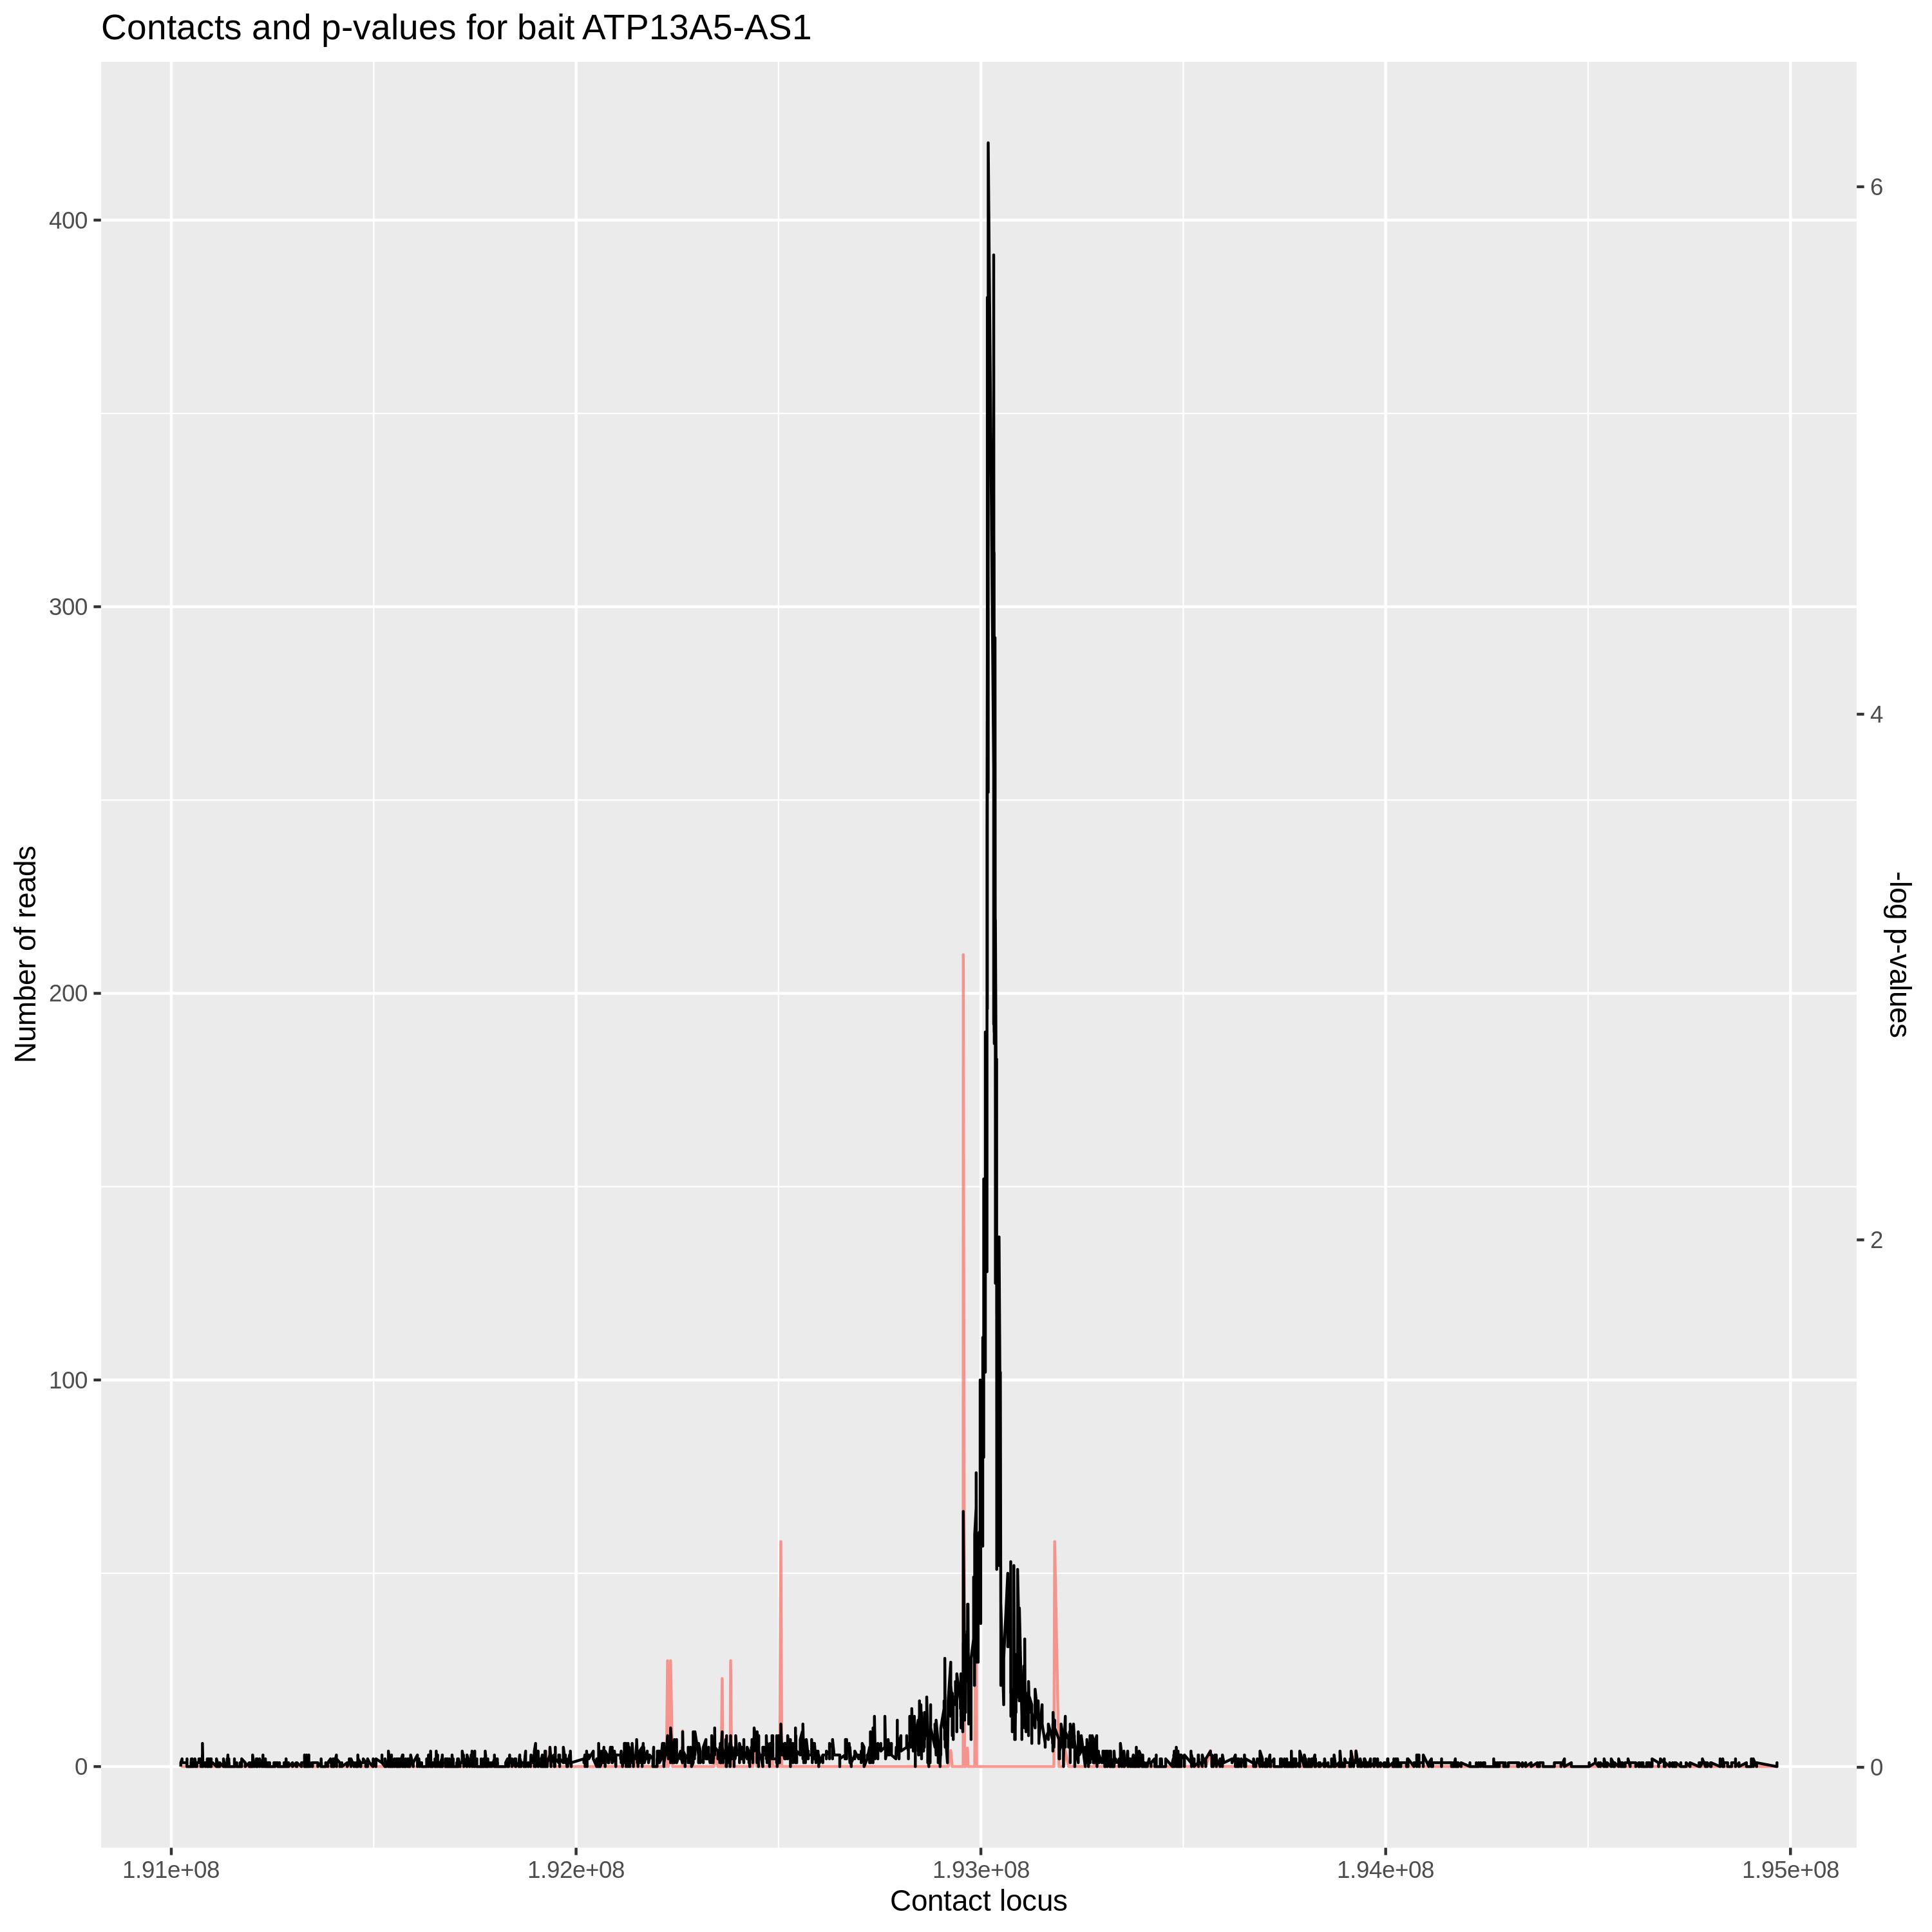 Contacts and p-values for bait ATP13A5-AS1
400
300
200
100
0
Number of reads
6
4
2
0
-log p-values
1.91e+08
1.92e+08
1.93e+08
1.94e+08
1.95e+08
Contact locus